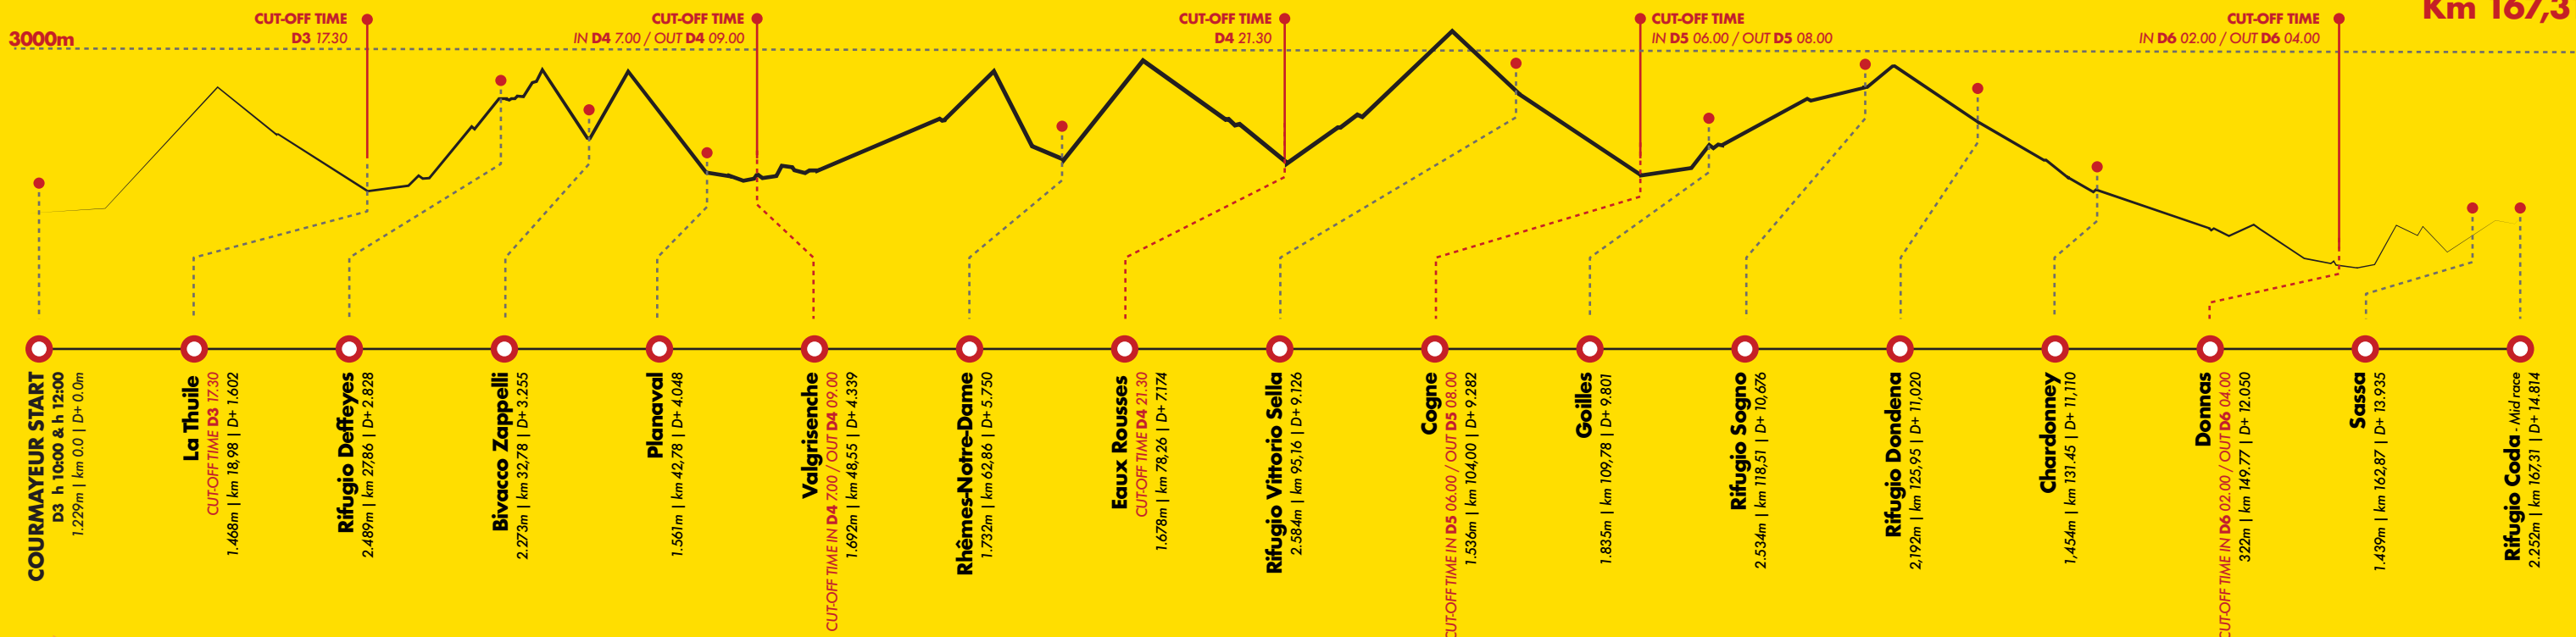 Km 167,3
3000m
CUT-OFF TIME
D3 17.30
CUT-OFF TIME
IN D4 7.00 / OUT D4 09.00
CUT-OFF TIME
D4 21.30
CUT-OFF TIME
IN D5 06.00 / OUT D5 08.00
CUT-OFF TIME
IN D6 02.00 / OUT D6 04.00
COURMAYEUR START
D3 h 10:00 & h 12:00
1.229m | km 0.0 | D+ 0.0m
La Thuile
CUT-OFF TIME D3 17.30
1.468m | km 18,98 | D+ 1.602
Rifugio Deffeyes
2.489m | km 27,86 | D+ 2.828
Bivacco Zappelli
2.273m | km 32,78 | D+ 3.255
Planaval
1.561m | km 42,78 | D+ 4.048
Valgrisenche
CUT-OFF TIME IN D4 7.00 / OUT D4 09.00
1.692m | km 48,55 | D+ 4.339
Rhêmes-Notre-Dame
1.732m | km 62,86 | D+ 5.750
Eaux Rousses
CUT-OFF TIME D4 21.30
1.678m | km 78,26 | D+ 7.174
Rifugio Vittorio Sella
2.584m | km 95,16 | D+ 9.126
Cogne
CUT-OFF TIME IN D5 06.00 / OUT D5 08.00
1.536m | km 104,00 | D+ 9.282
Goilles
1.835m | km 109,78 | D+ 9.801
Rifugio Sogno
2.534m | km 118,51 | D+ 10,676
Rifugio Dondena
2,192m | km 125,95 | D+ 11,020
Chardonney
1,454m | km 131.45 | D+ 11,110
Donnas
CUT-OFF TIME IN D6 02.00 / OUT D6 04.00
322m | km 149.77 | D+ 12.050
Sassa
1.439m | km 162,87 | D+ 13.935
Rifugio Coda - Mid race
2.252m | km 167,31 | D+ 14.814